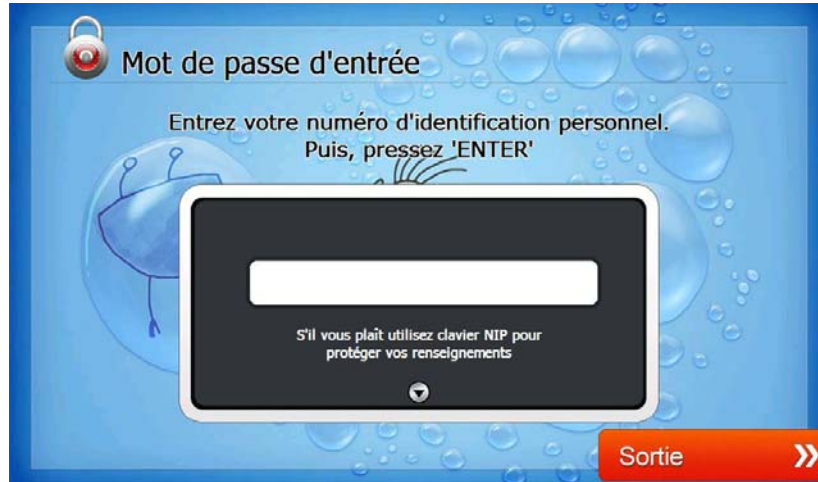 Mot de passe d'entrée
Entrez votre numéro d'identification personnel.
Puis, pressez 'ENTER'
S'il vous plaît utilisez clavier NIP pour
protéger vos renseignements
Sortie